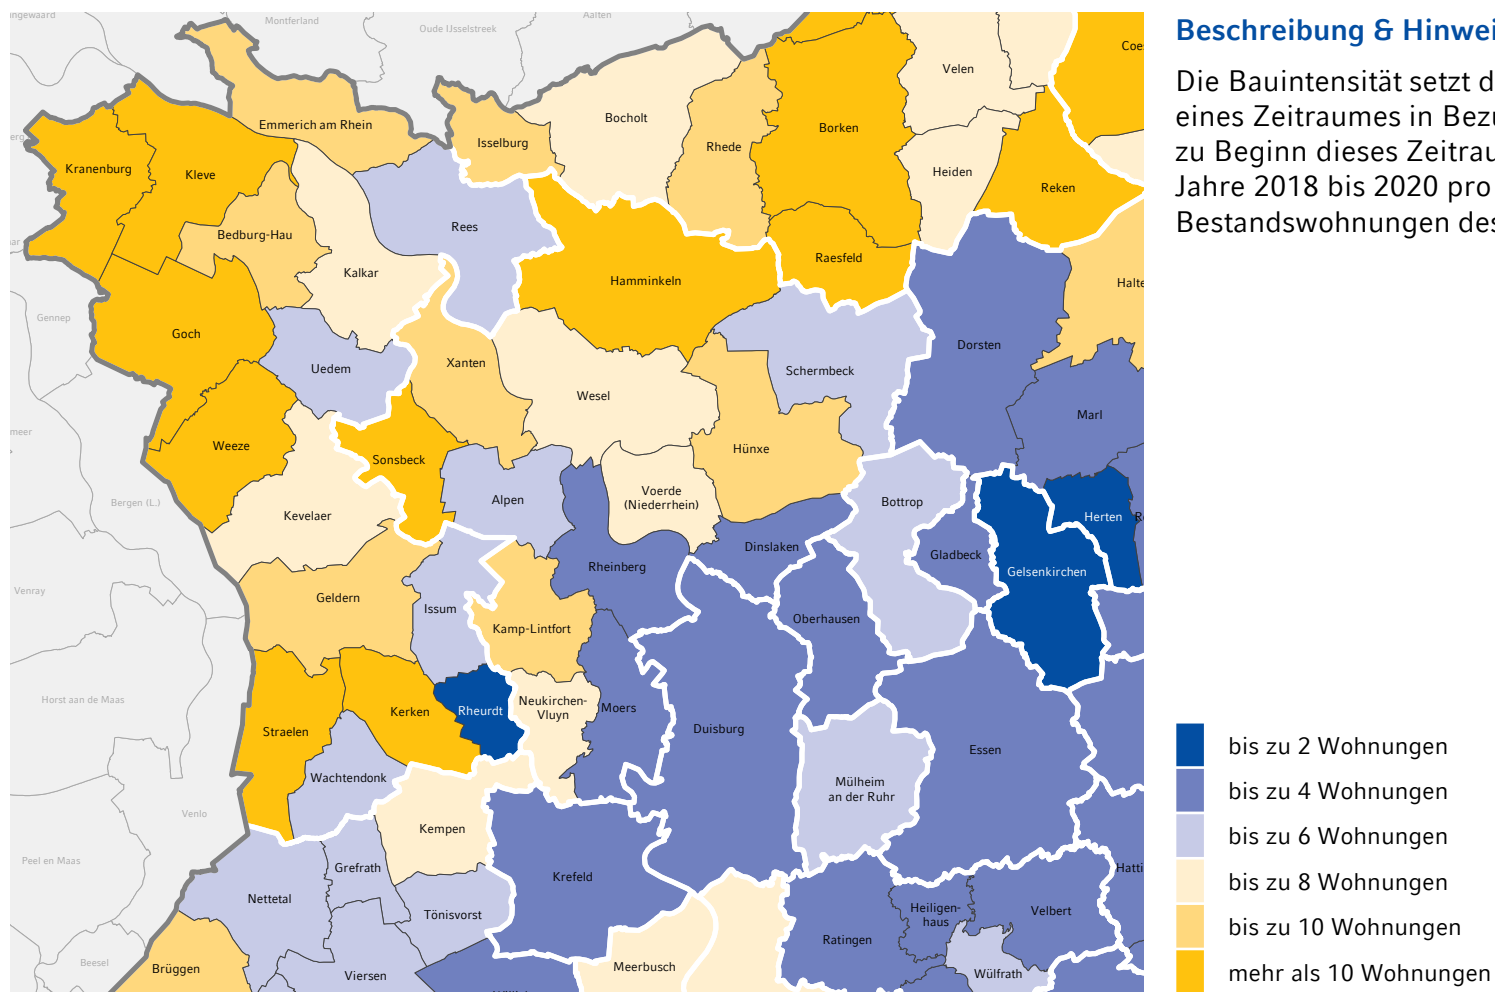 Montferland
Oude IJsselstreek
Aalten
Emmerich am Rhein
Isselburg
Bocholt
Rhede
Borken
Velen
Heiden
Reken
Kranenburg
Kleve
Bedburg-Hau
Rees
Kalkar
Hamminkeln
Raesfeld
Gennep
Goch
Uedem
Xanten
Wesel
Schermbeck
Dorsten
Marl
Weeze
Sonsbeck
Hünxe
Bergen (L.)
Kevelaer
Alpen
Voerde
(Niederrhein)
Bottrop
Herten
Dinslaken
Gladbeck
Gelsenkirchen
Rheinberg
Venray
Geldern
Issum
Kamp-Lintfort
Oberhausen
Horst aan de Maas
Straelen
Kerken
Rheurdt
Neukirchen-
Vluyn
Moers
Duisburg
Essen
Wachtendonk
Mülheim
an der Ruhr
Venlo
Kempen
Peel en Maas
Grefrath
Krefeld
Nettetal
Tönisvorst
Heiligen-
haus
Velbert
Ratingen
Beesel
Brüggen
Viersen
Meerbusch
Wülfrath
Beschreibung & Hinwei
Die Bauintensität setzt d
eines Zeitraumes in Bezu
zu Beginn dieses Zeitrau
Jahre 2018 bis 2020 pro
Bestandswohnungen des
bis zu 2 Wohnungen
bis zu 4 Wohnungen
bis zu 6 Wohnungen
bis zu 8 Wohnungen
bis zu 10 Wohnungen
mehr als 10 Wohnungen